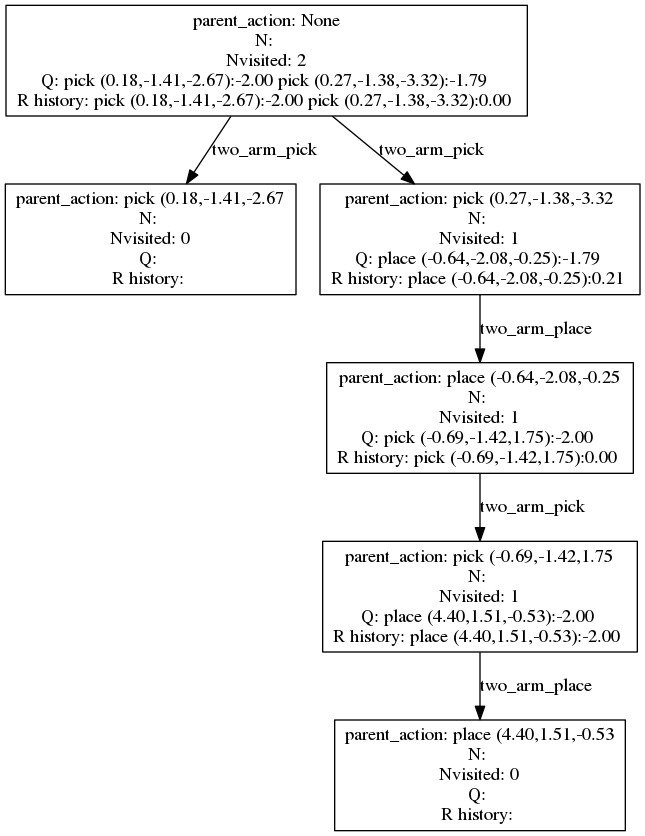 parent_action: None
N:
Nvisited: 2
Q: pick (0.18,-1.41,-2.67):-2.00 pick (0.27,-1.38,-3.32):-1.79
R history: pick (0.18,-1.41,-2.67):-2.00 pick (0.27,-1.38,-3.32):0.00
two_arm_pick
two_arm_pick
parent_action: pick (0.18,-1.41,-2.67
N:
Nvisited: 0
Q:
R history:
parent_action: pick (0.27,-1.38,-3.32
N:
Nvisited: 1
Q: place (-0.64,-2.08,-0.25):-1.79
R history: place (-0.64,-2.08,-0.25):0.21
two_arm_place
parent_action: place (-0.64,-2.08,-0.25
N:
Nvisited: 1
Q: pick (-0.69,-1.42,1.75):-2.00
R history: pick (-0.69,-1.42,1.75):0.00
two_arm_pick
parent_action: pick (-0.69,-1.42,1.75
N:
Nvisited: 1
Q: place (4.40,1.51,-0.53):-2.00
R history: place (4.40,1.51,-0.53):-2.00
two_arm_place
parent_action: place (4.40,1.51,-0.53
N:
Nvisited: 0
Q:
R history: